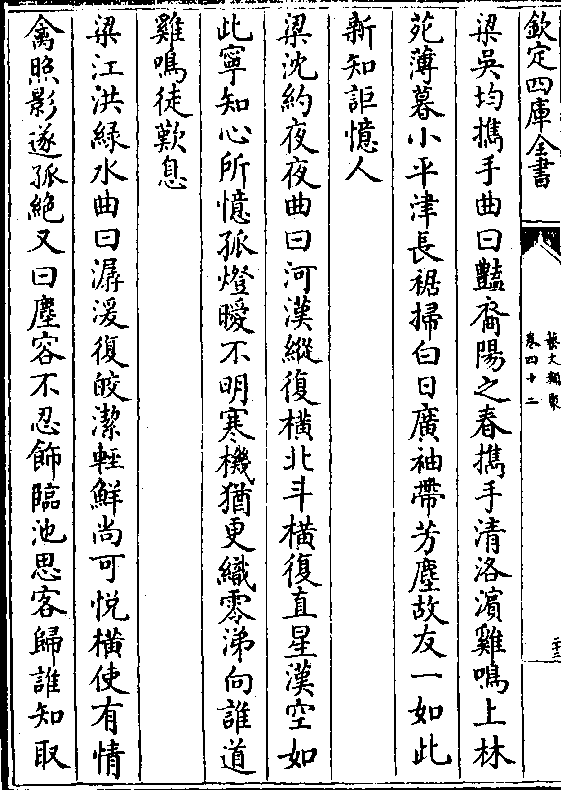 欽定四庫全書
藝文類聚
卷四十二
梁吳均攜手曲曰豔裔陽之春攜手清洛濱雞鳴上林
苑薄暮小平津長裾掃白日廣袖帶芳塵故友一如此
新知詎憶人
梁沈約夜夜曲曰河漢縱復橫北斗橫復直星漢空如
此寧知心所憶孤燈曖不明寒機猶更織零涕向誰道
雞鳴徒歎息
梁江洪綠水曲曰潺湲復皎潔輕鮮尚可悅橫使有情
禽照影遂孤絕又曰塵容不忍飾臨池思客歸誰知取